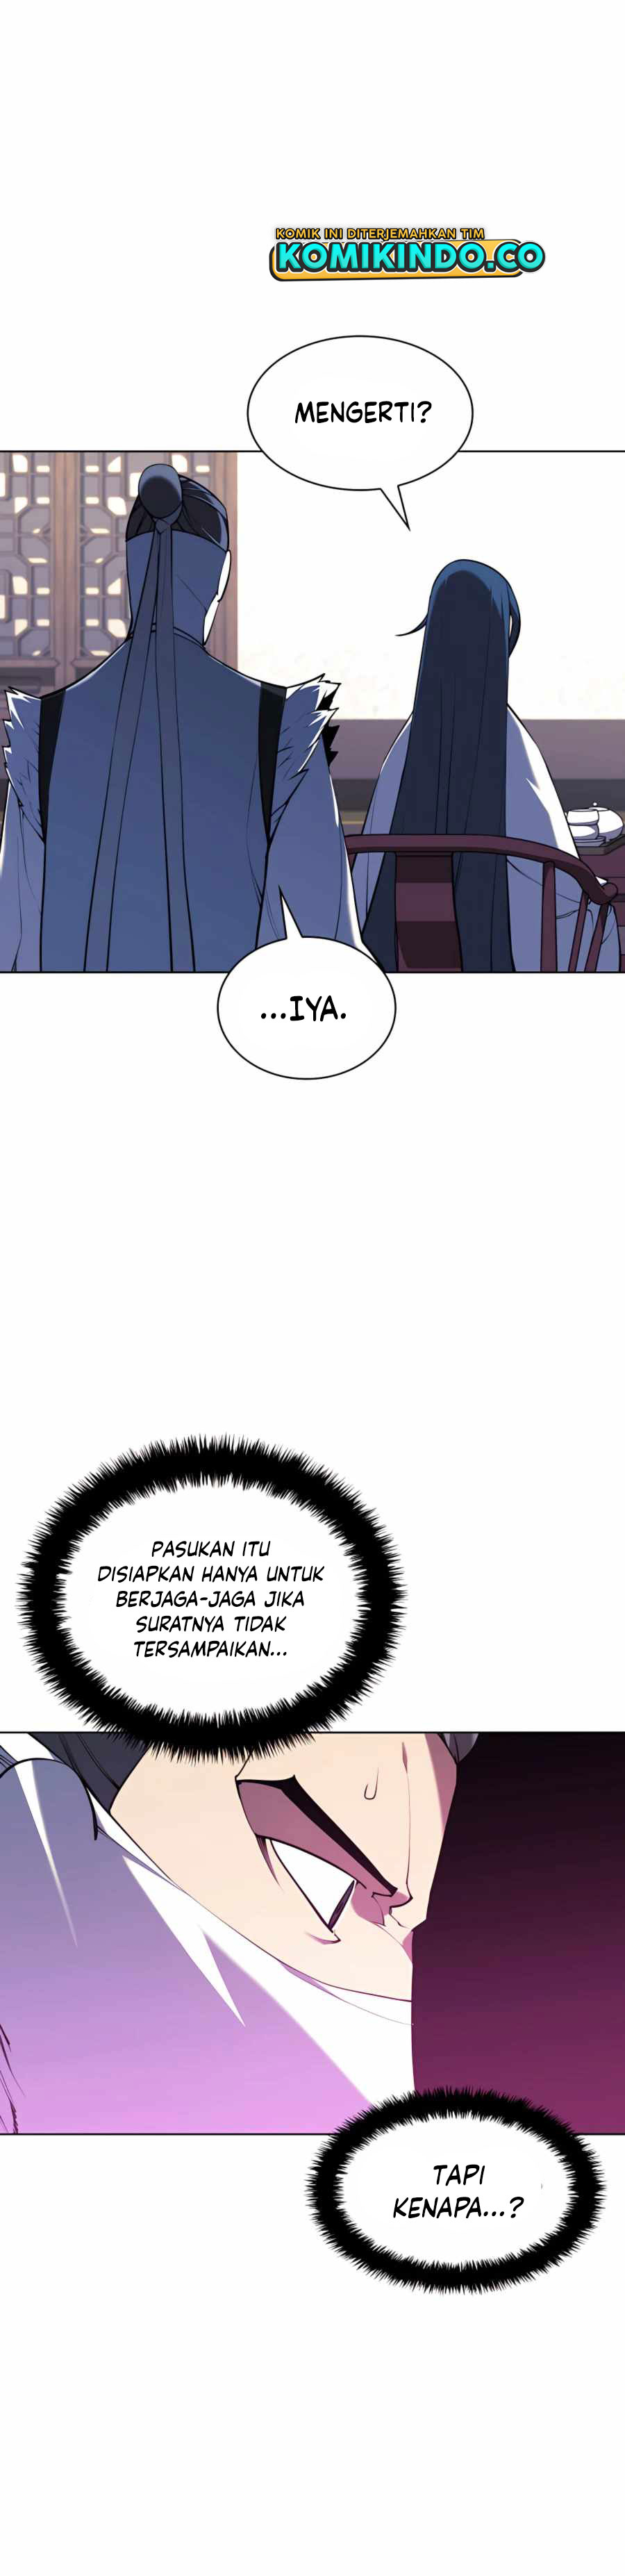 KOMIK INI DITERJEMAHKAN TIM
KOMIKINDO.CO
MENGERTI?
...IYA.
PASUKAN ITU
DISIAPKAN HANYA UNTUK
BERJAGA-JAGA JIKA
SURATNYA TIDAK
TERSAMPAIKAN...
TAPI
KENAPA...?